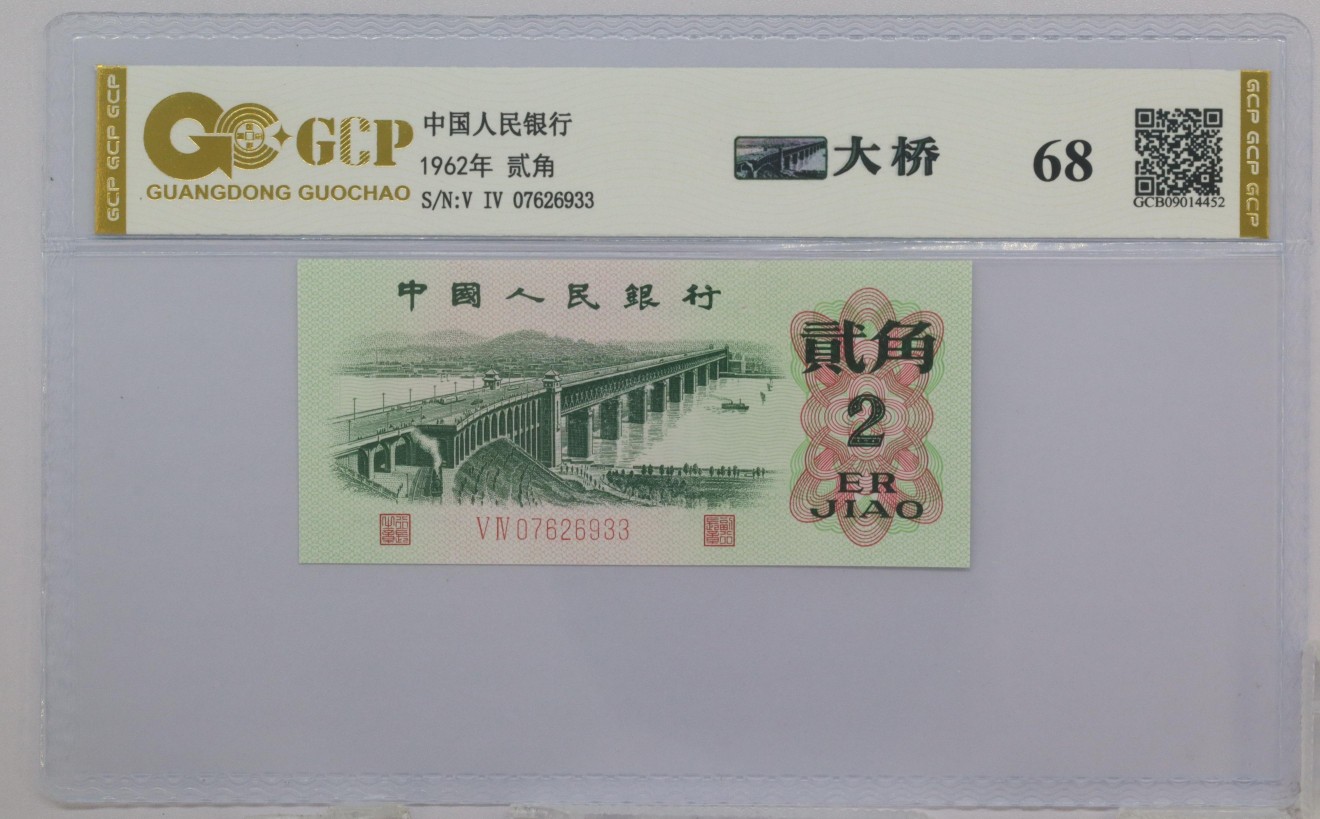 GCP GCP GCP
GCP
GUANGDONG GUOCHAO
中国人民银行
1962年 贰角
S/N:V IV 07626933
大桥
68
GCB09014452
GCP GCP GCP
中國人民銀行
貳角
2
ER
JIAO
V IV 07626933